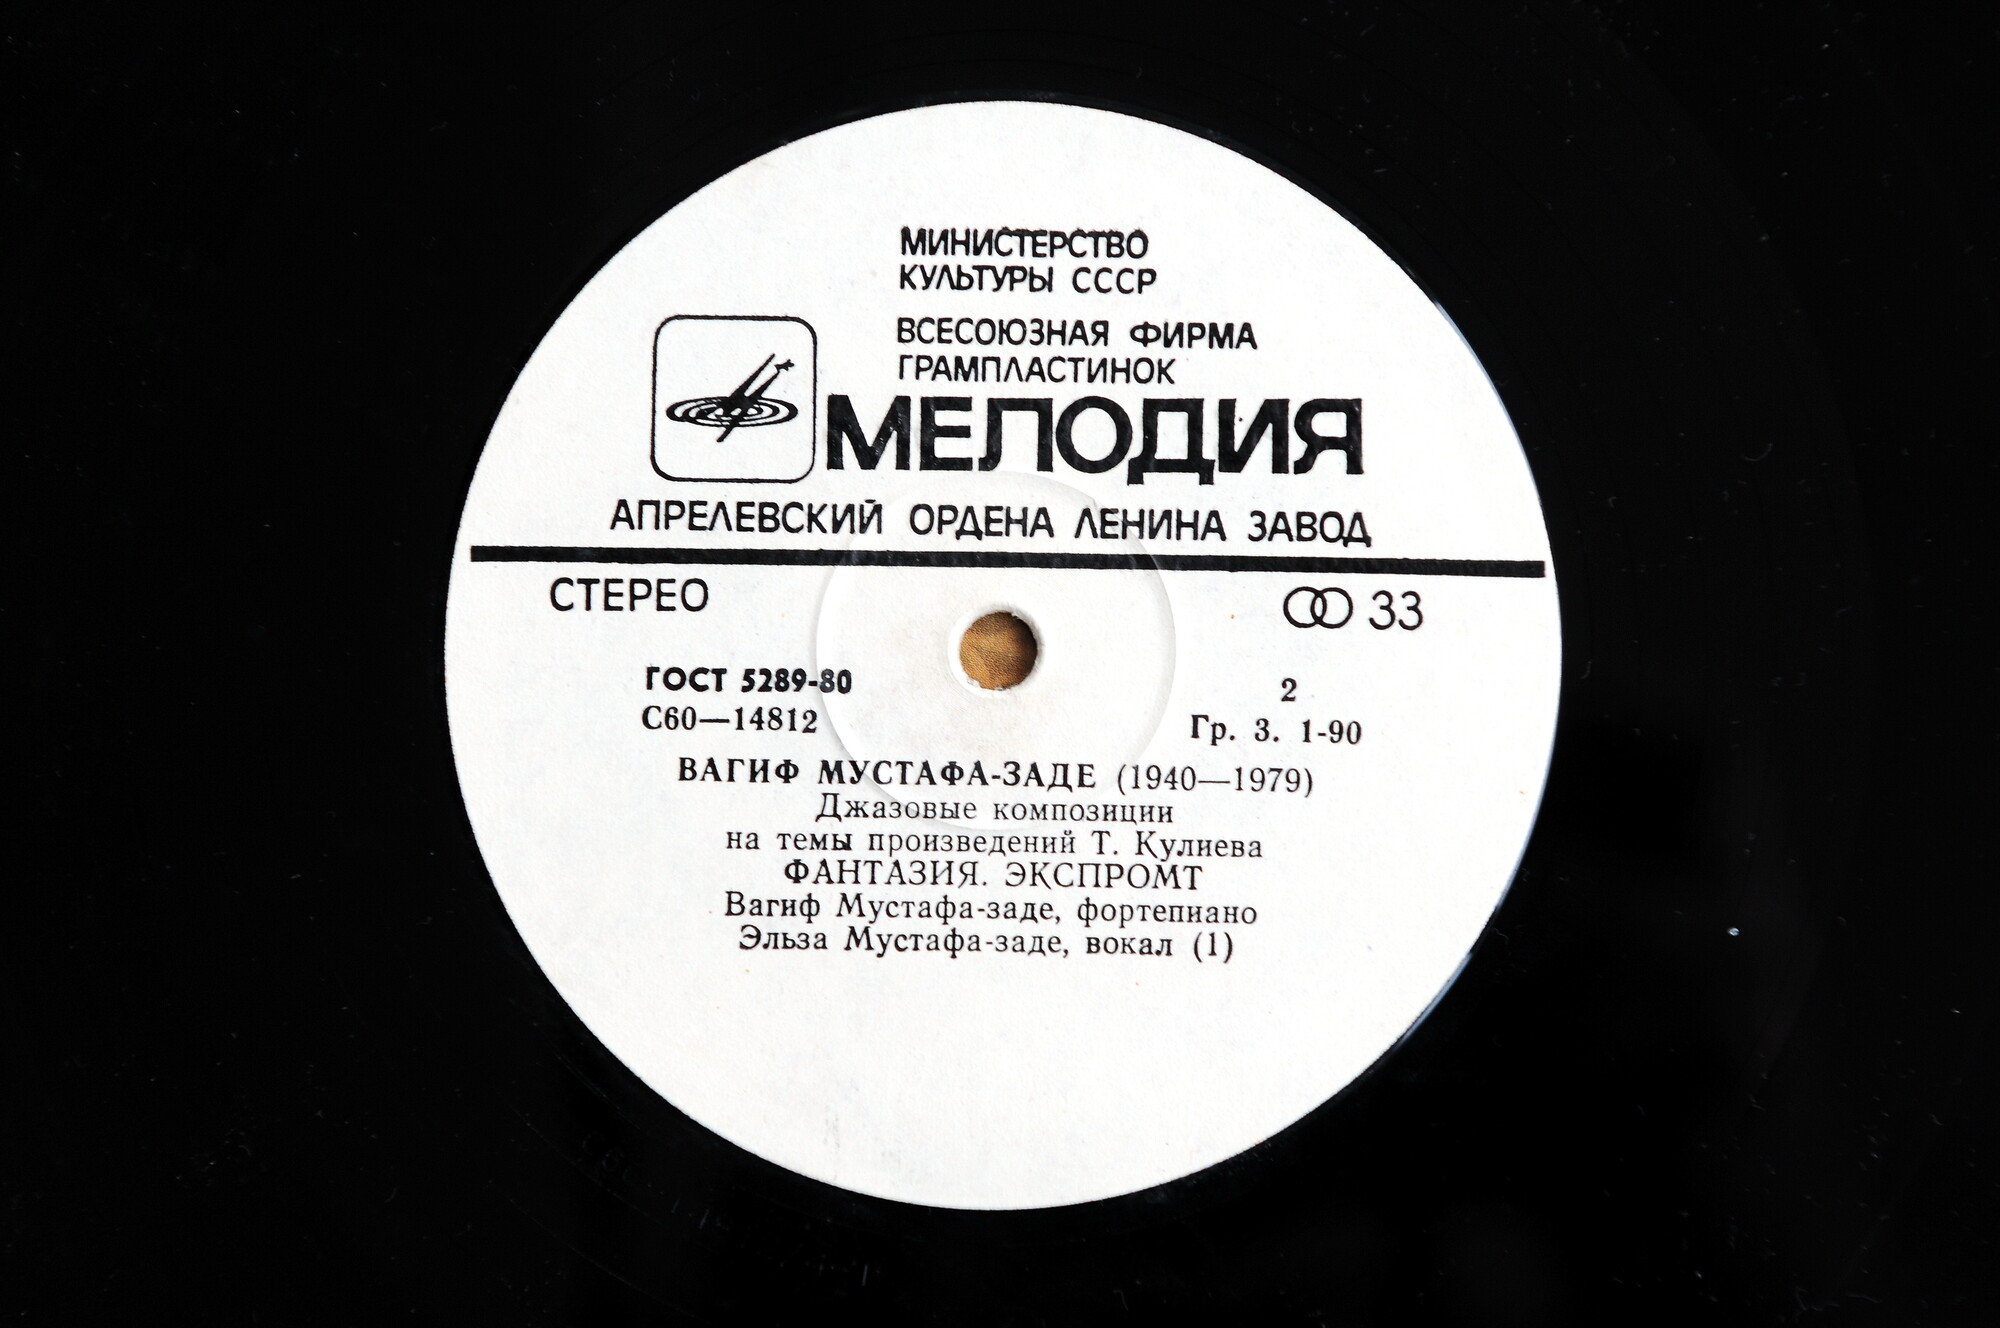 МИНИСТЕРСТВО
КУЛЬТУРЫ СССР
ВСЕСОЮЗНАЯ ФИРМА
ГРАМПЛАСТИНОК
МЕЛОДИЯ
АПРЕЛЕВСКИЙ ОРДЕНА ЛЕНИНА ЗАВОД
СТЕРЕО 33
ГОСТ 5289-80 2
С60—14812 Гр. 3. 1-90
ВАГИФ МУСТАФА-ЗАДЕ (1940—1979)
Джазовые композиции
на темы произведений Т. Кулиева
ФАНТАЗИЯ. ЭКСПРОМТ
Вагиф Мустафа-заде, фортепиано
Эльза Мустафа-заде, вокал (1)